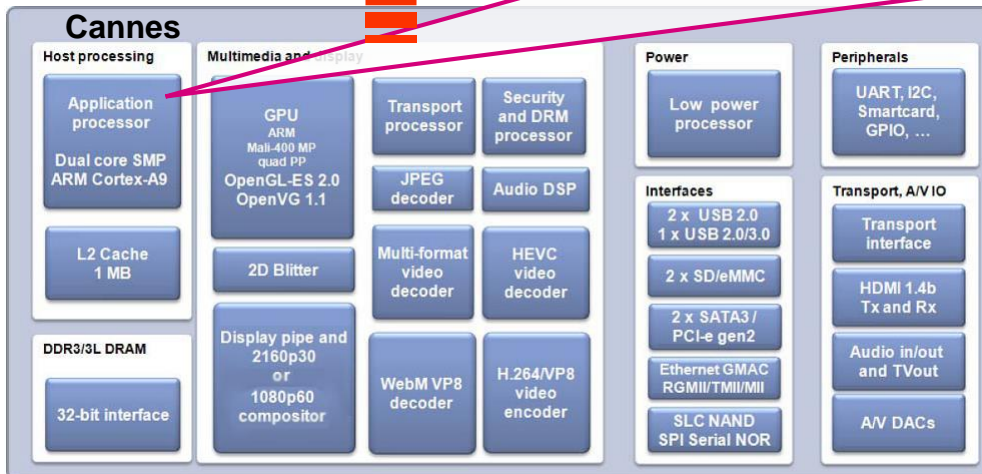 Cannes
Host processing
Application
processor
Dual core SMP
ARM Cortex-A9
L2 Cache
1 MB
DDR3/3L DRAM
32-bit interface
Multimedia and display
GPU
ARM
Mali-400 MP
quad PP
OpenGL-ES 2.0
OpenVG 1.1
2D Blitter
Display pipe and
2160p30
or
1080p60
compositor
Transport
processor
Security
and DRM
processor
JPEG
decoder
Audio DSP
Multi-format
video
decoder
HEVC
video
decoder
WebM VP8
decoder
H.264/VP8
video
encoder
Power
Low power
processor
Interfaces
2 x USB 2.0
1 x USB 2.0/3.0
2 x SD/eMMC
2 x SATA3 /
PCI-e gen2
Ethernet GMAC
RGMII/TMII/MII
SLC NAND
SPI Serial NOR
Peripherals
UART, I2C,
Smartcard,
GPIO, ...
Transport, A/V IO
Transport
interface
HDMI 1.4b
Tx and Rx
Audio in/out
and TVout
A/V DACs